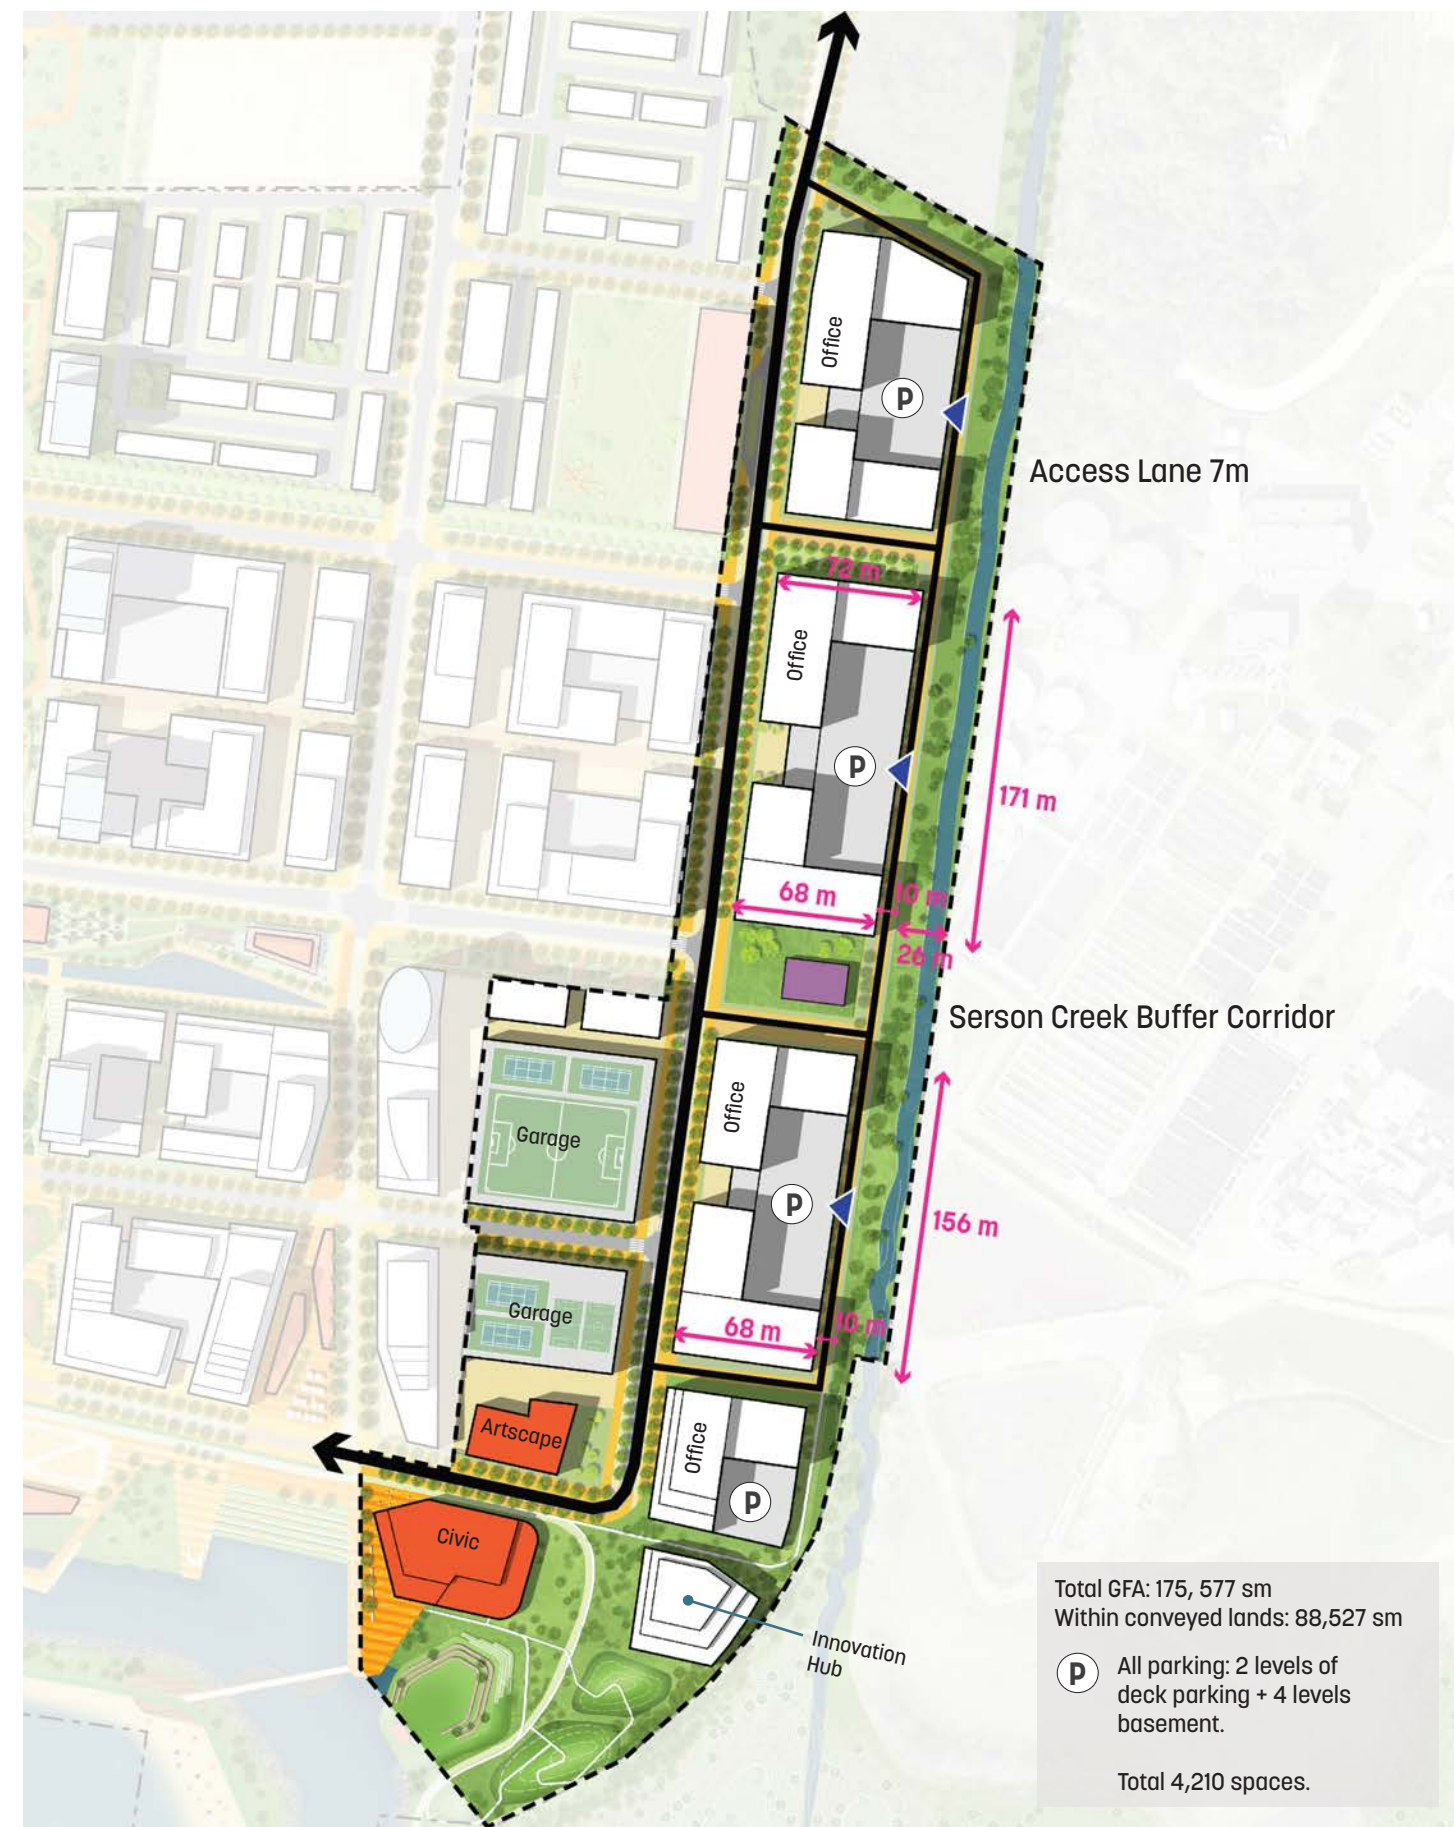 Office
P
Access Lane 7m
72 m
Office
P
171 m
68 m
10 m
26 m
Serson Creek Buffer Corridor
Office
Garage
P
156 m
Garage
68 m
10 m
Artscape
Office
P
Civic
Innovation
Hub
Total GFA: 175, 577 sm
Within conveyed lands: 88,527 sm
P
All parking: 2 levels of
deck parking + 4 levels
basement.
Total 4,210 spaces.